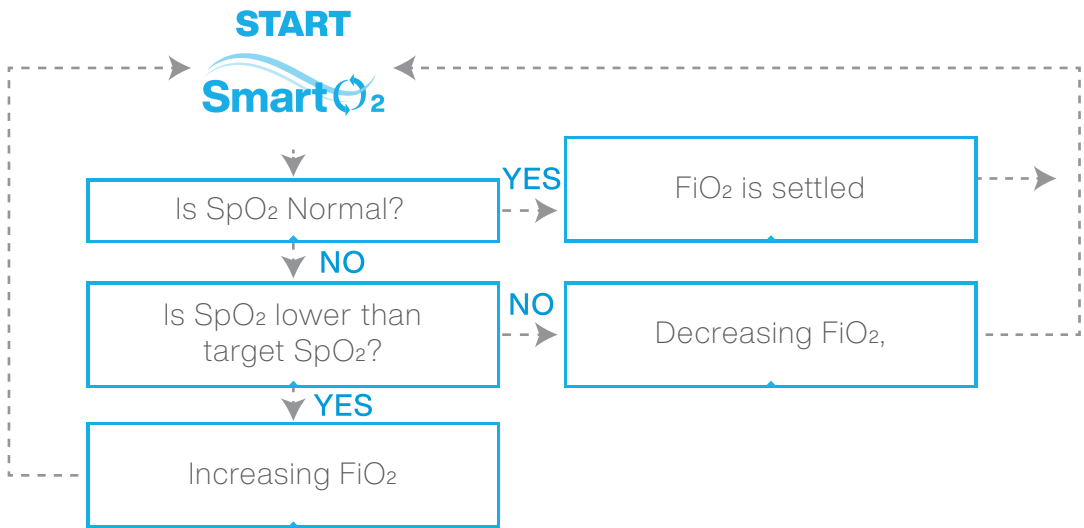 START
SmartO2
YES
Is SpO2 Normal?
FiO2 is settled
NO
Is SpO2 lower than
target SpO2?
NO
Decreasing FiO2,
YES
Increasing FiO2